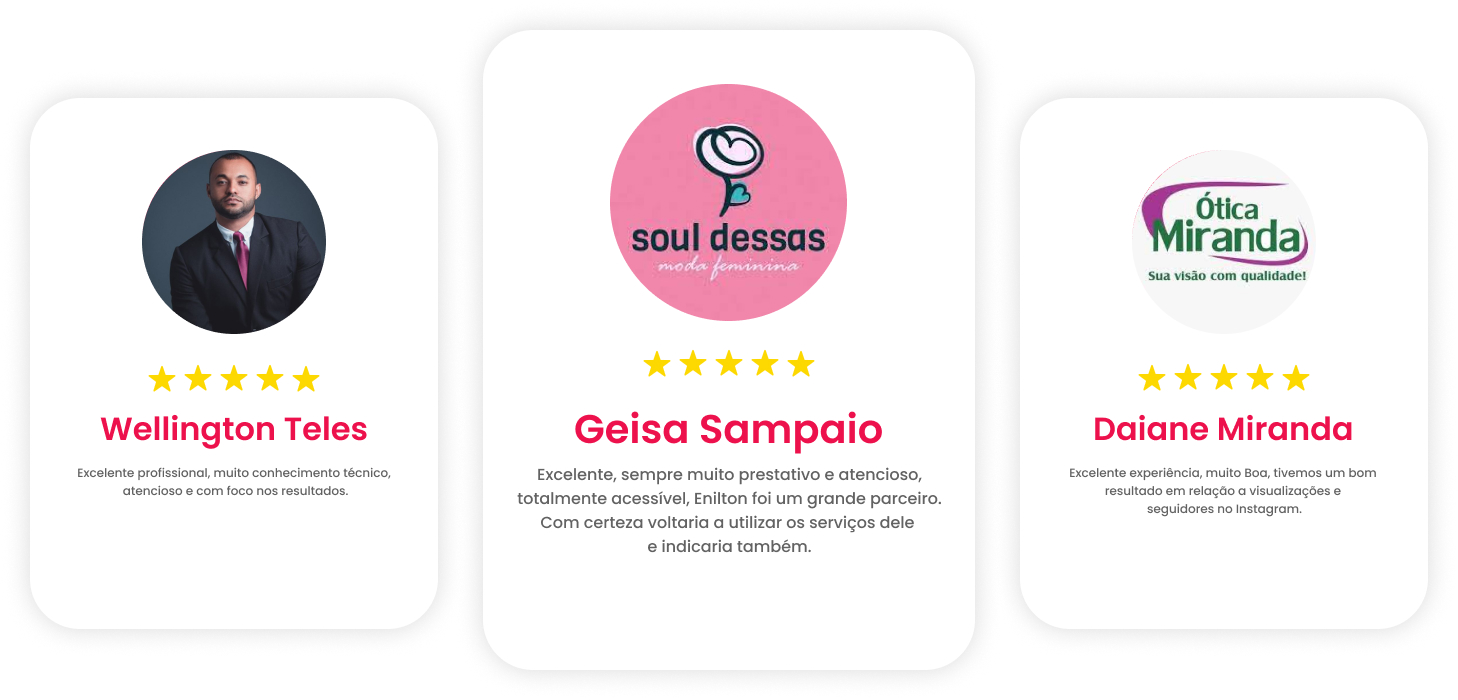 Wellington Teles
Excelente profissional, muito conhecimento técnico,
atencioso e com foco nos resultados.
soul dessas
moda feminina
Geisa Sampaio
Excelente, sempre muito prestativo e atencioso,
totalmente acessível, Enilton foi um grande parceiro.
Com certeza voltaria a utilizar os serviços dele
e indicaria também.
Ótica
Miranda
Sua visão com qualidade!
Daiane Miranda
Excelente experiência, muito Boa, tivemos um bom
resultado em relação a visualizações e
seguidores no Instagram.